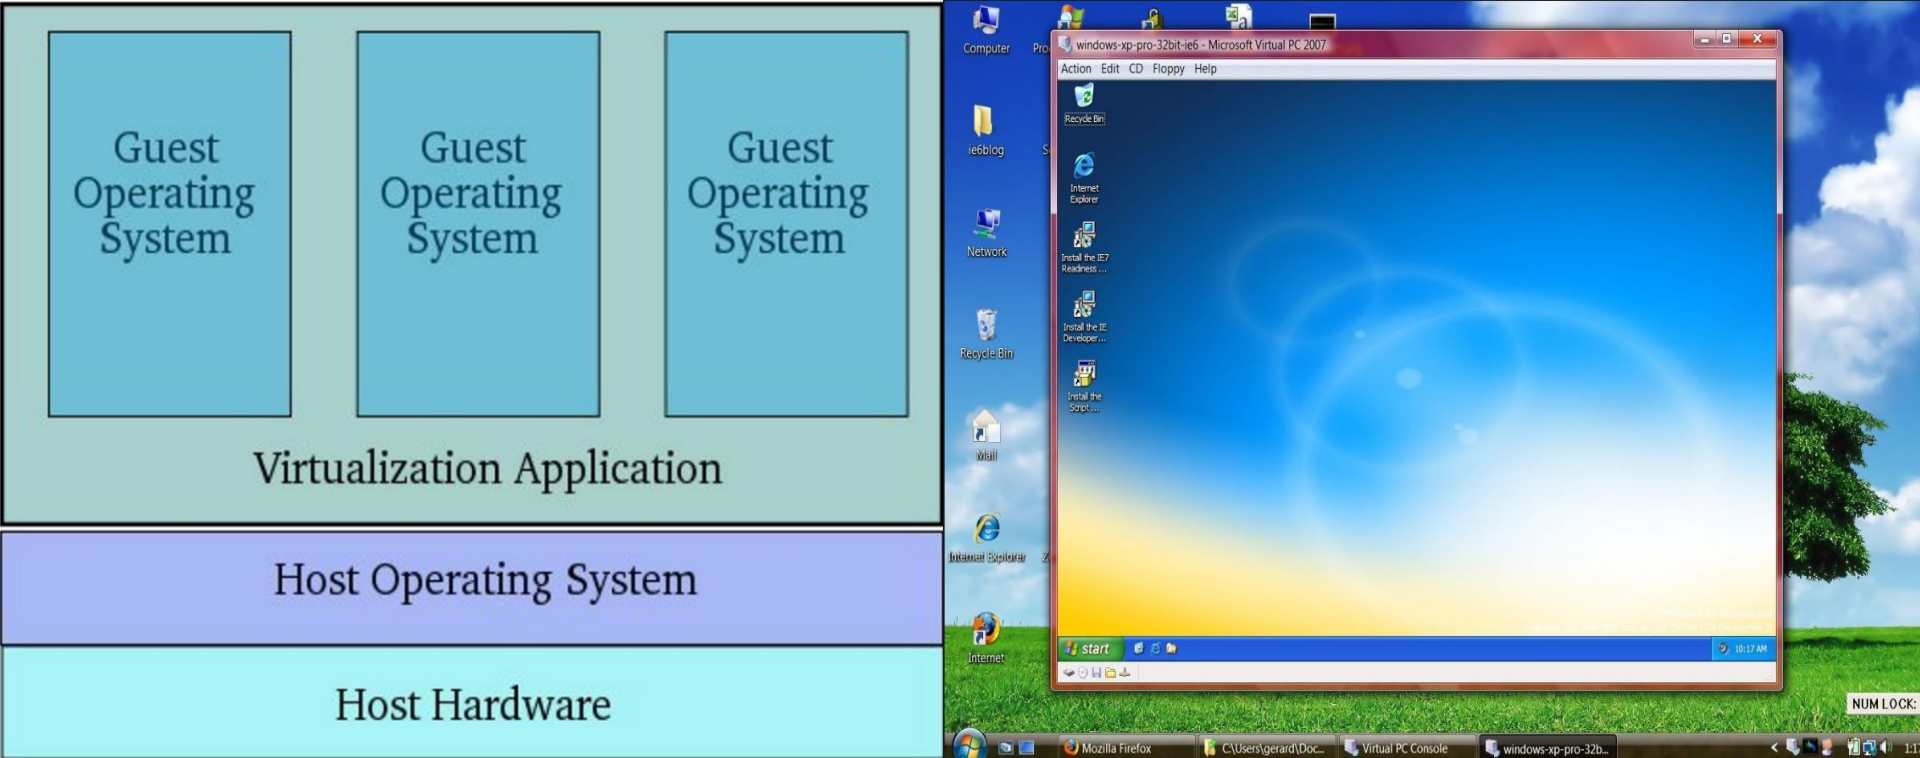 Guest
Operating
System
Guest
Operating
System
Guest
Operating
System
Virtualization Application
Host Operating System
Host Hardware
Computer
ie6blog
Network
Recycle Bin
Mail
Internet Explorer
Internet
windows-xp-pro-32bit-ie6 - Microsoft Virtual PC 2007
Action Edit CD Floppy Help
Recycle Bin
Internet
Explorer
Install the IE7
Readiness ...
Install the IE
Developer...
Install the
Script ...
start
10:17 AM
NUM LOCK:
Mozilla Firefox
C:\Users\gerard\Doc...
Virtual PC Console
windows-xp-pro-32b...
1:17